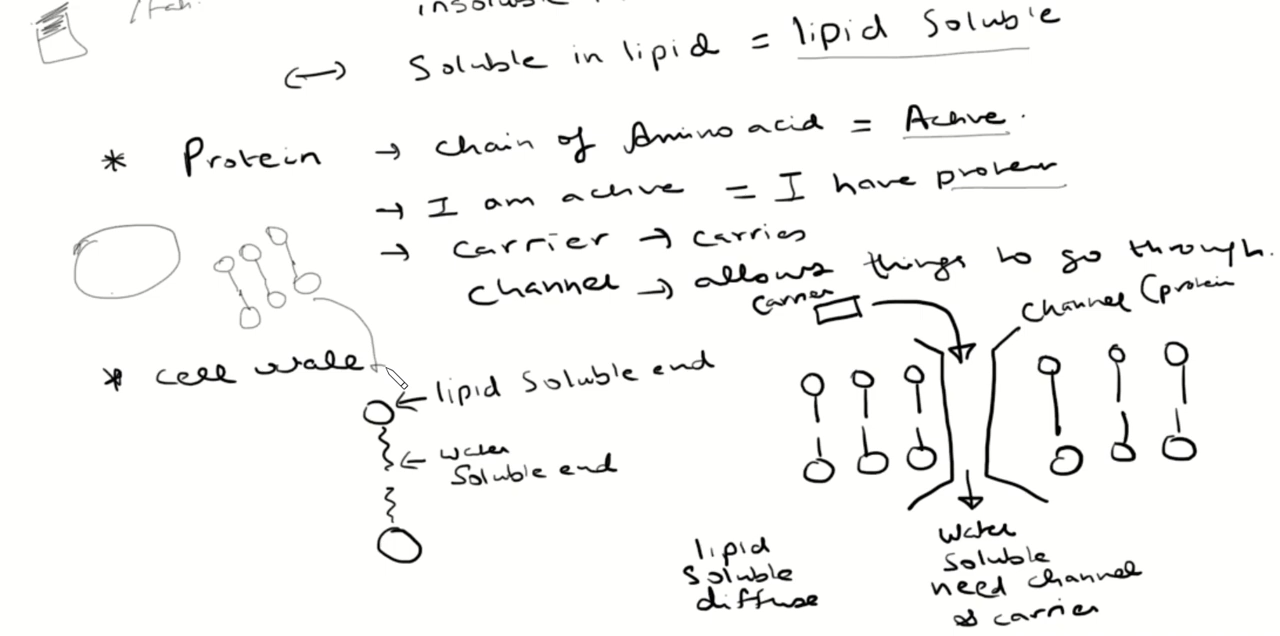 Soluble in lipid = lipid Soluble
* Protein → chain of Amino acid = Active.
→ I am active = I have protein
→ carrier → carries
channel → allows things to go through.
carrier
Channel (protein
* cell wall
← lipid Soluble end
← water
Soluble end
lipid
Soluble
diffuse
water
Soluble
need channel
carrier